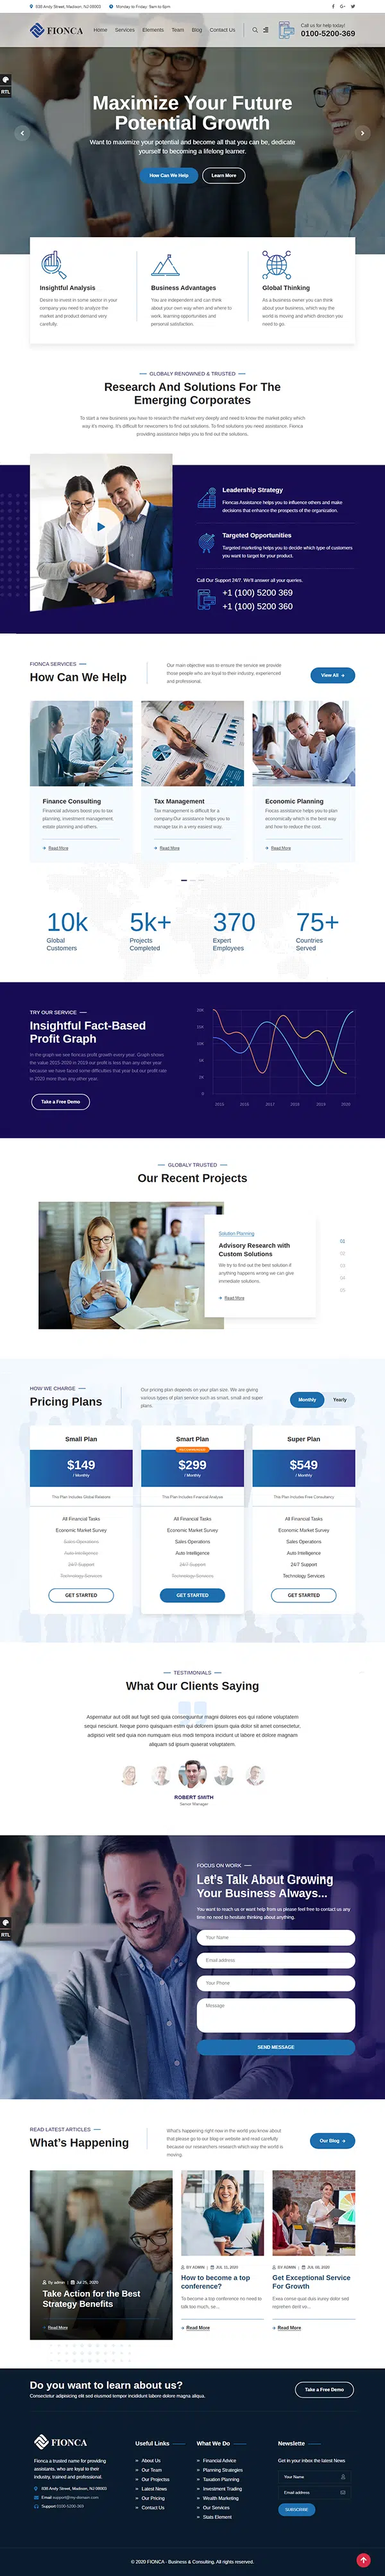 838 Andy Street, Madison, NJ 08003 Monday to Friday: 9am to 6pm
FIONCA Home Services Elements Team Blog Contact Us
Call us for help today!
0100-5200-369
RTL
Maximize Your Future
Potential Growth
Want to maximize your potential and become all that you can be, dedicate
yourself to becoming a lifelong learner.
How Can We Help Learn More
Insightful Analysis
Desire to invest in some sector in your
company you need to analyze the
market and product demand very
carefully.
Business Advantages
You are independent and can think
about your own way when and where to
work, learning opportunities and
personal satisfaction.
Global Thinking
As a business owner you can think
about your business, which way the
world is moving and which direction you
need to go.
GLOBALY RENOWNED & TRUSTED
Research And Solutions For The
Emerging Corporates
To start a new business you have to research the market very deeply and need to know the market policy which
way it's moving. It's difficult for newcomers to find out solutions. To find solutions you need assistance. Fionca
providing assistance helps you to find out the solutions.
Leadership Strategy
Fioncas Assistance helps you to influence others and make
decisions that enhance the prospects of the organization.
Targeted Opportunities
Targeted marketing helps you to decide which type of customers
you want to target for your product.
Call Our Support 24/7. We'll answer all your queries.
+1 (100) 5200 369
+1 (100) 5200 360
FIONCA SERVICES
How Can We Help
Our main objective was to ensure the service we provide
those people who are loyal to their industry, experienced
and professional.
View All
Finance Consulting
Financial advisors boost you to tax
planning, investment management,
estate planning and others.
Read More
Tax Management
Tax management is difficult for a
company.Our assistance helps you to
manage tax in a very easied way.
Read More
Economic Planning
Fioncas assistance helps you to plan
economically which is the best way
and how to reduce the cost.
Read More
10k
Global
Customers
5k+
Projects
Completed
370
Expert
Employees
75+
Countries
Served
TRY OUR SERVICE
Insightful Fact-Based
Profit Graph
In the graph we see fionicas profit growth every year. Graph shows
the value 2015-2020 in 2019 our profit is less than any other year
because we have faced some difficulties that year but our profit rate
in 2020 more than any other year.
Take a Free Demo
20K
15K
10K
5K
2K
0
2015 2016 2017 2018 2019 2020
GLOBALY TRUSTED
Our Recent Projects
Solution Planning
Advisory Research with
Custom Solutions
We try to find out the best solution if
anything happens wrong we can give
immediate solutions.
Read More
01
02
03
04
05
HOW WE CHARGE
Pricing Plans
Our pricing plan depends on your plan size. We are giving
various types of plan service such as small, small and super
plans.
Monthly Yearly
Small Plan
$149
/ Monthly
This Plan Includes Global Relations
All Financial Tasks
Economic Market Survey
Sales Operations
Auto Intelligence
24/7 Support
Technology Services
GET STARTED
Smart Plan
$299
/ Monthly
This Plan Includes Financial Analysis
All Financial Tasks
Economic Market Survey
Sales Operations
Auto Intelligence
24/7 Support
Technology Services
GET STARTED
Super Plan
$549
/ Monthly
This Plan Includes Free Consultancy
All Financial Tasks
Economic Market Survey
Sales Operations
Auto Intelligence
24/7 Support
Technology Services
GET STARTED
TESTIMONIALS
What Our Clients Saying
Aspernatur aut odit aut fugit sed quia consequuntur magni dolores eos qui ratione voluptatem
sequi nesciunt. Neque porro quisquam est qui dolorem ipsum quia dolor sit amet consectetur,
adipisci velit sed quia non numquam eius modi tempora incidunt ut labore et dolore magnam
aliquam sit ipsum quaerat voluptatem.
ROBERT SMITH
Senior Manager
FOCUS ON WORK
Let's Talk About Growing
Your Business Always...
You want to reach us or want help from us please feel free to contact us any
time no need to hesitate thinking about anything.
RTL
Your Name
Email address
Your Phone
Message
SEND MESSAGE
READ LATEST ARTICLES
What's Happening
What's happening right now in the world you know about
that please go to our blog or website and read carefully
because our researchers research which way the world is
moving.
Our Blog
By admin | Jul 25, 2020
Take Action for the Best
Strategy Benefits
Read More
BY ADMIN
How to become a top
conference?
To become a top conference no need to
talk too much, se...
Read More
BY ADMIN
Get Exceptional Service
For Growth
Read More
Do you want to learn about us?
Consectetur adipisicing elit sed eiusmod tempor incididunt labore dolore magna aliqua.
Take a Free Demo
FIONCA
Fionca a trusted name for providing
assistants. who are loyal to their
industry, trained and professional.
838 Andy Street, Madison, NJ 08003
Email support@my-domain.com
Support 0100-5200-369
Useful Links
About Us
Our Team
Our Projectss
Latest News
Our Pricing
Contact Us
What We Do
Financial Advice
Planning Strategies
Taxation Planning
Investment Trading
Wealth Marketing
Our Services
Stats Element
Newslette
Get in your inbox the latest News
Your Name
Email address
SUBSCRIBE
© 2020 FIONCA - Business & Consulting. All rights reserved.